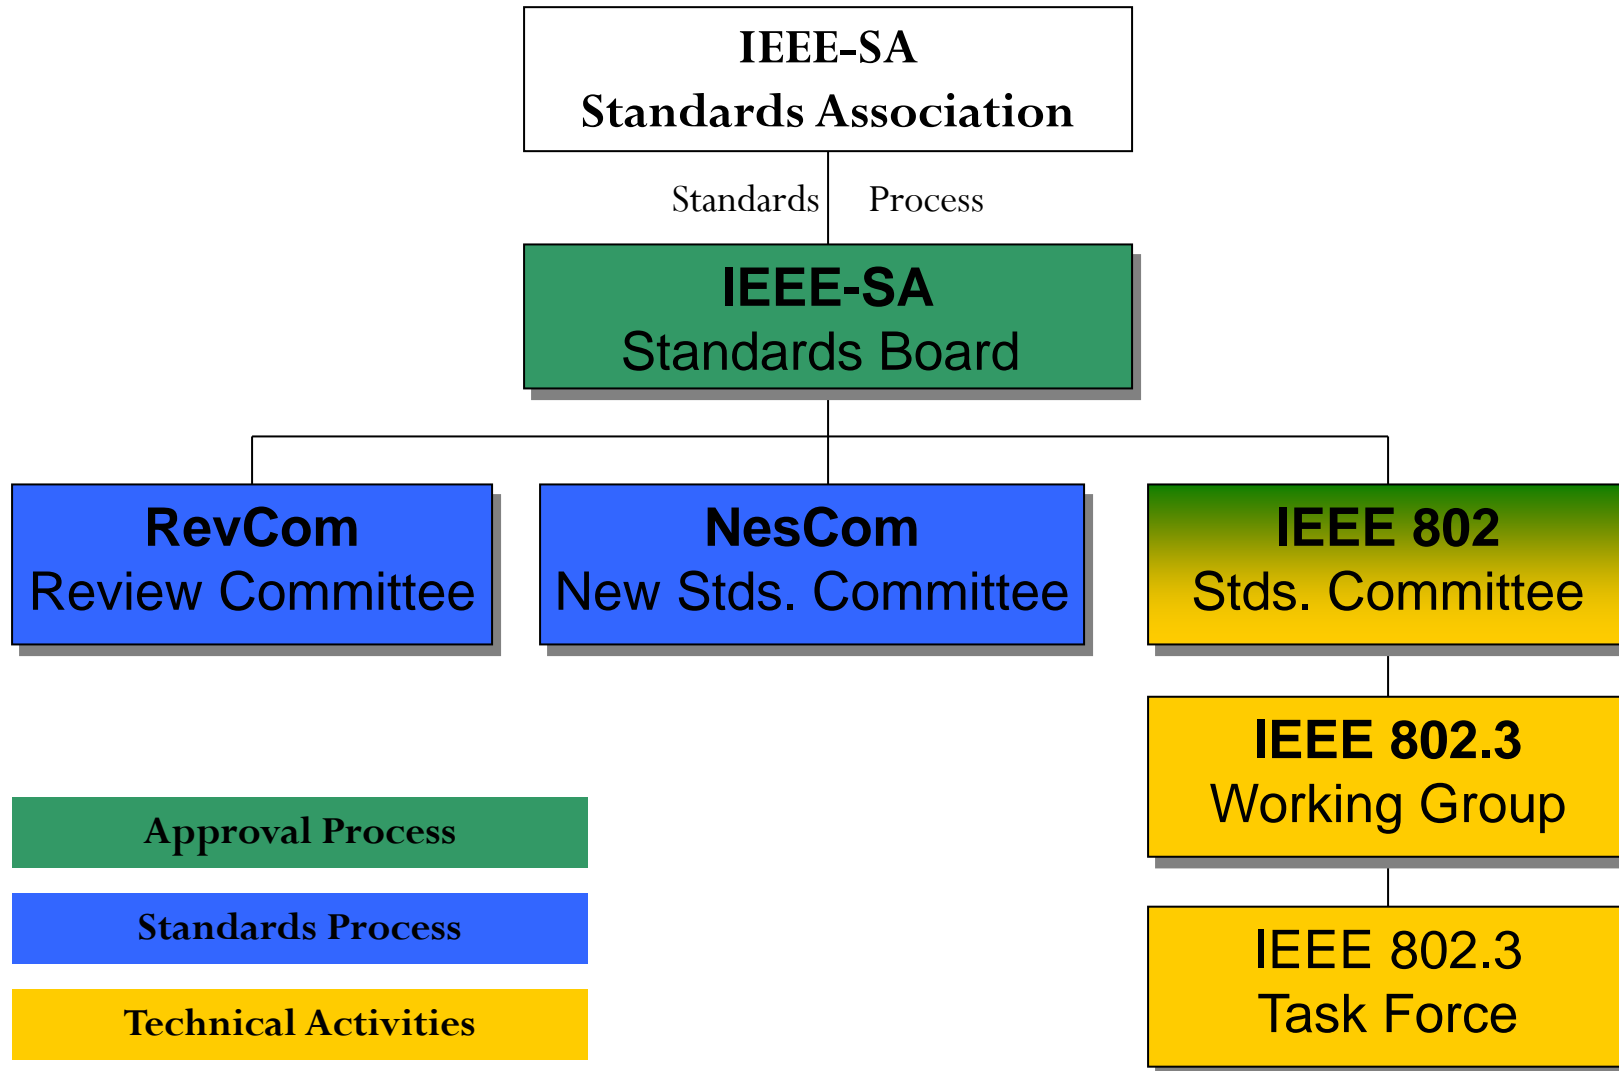 IEEE-SA
Standards Association
Standards Process
IEEE-SA
Standards Board
RevCom
Review Committee
NesCom
New Stds. Committee
IEEE 802
Stds. Committee
IEEE 802.3
Working Group
IEEE 802.3
Task Force
Approval Process
Standards Process
Technical Activities